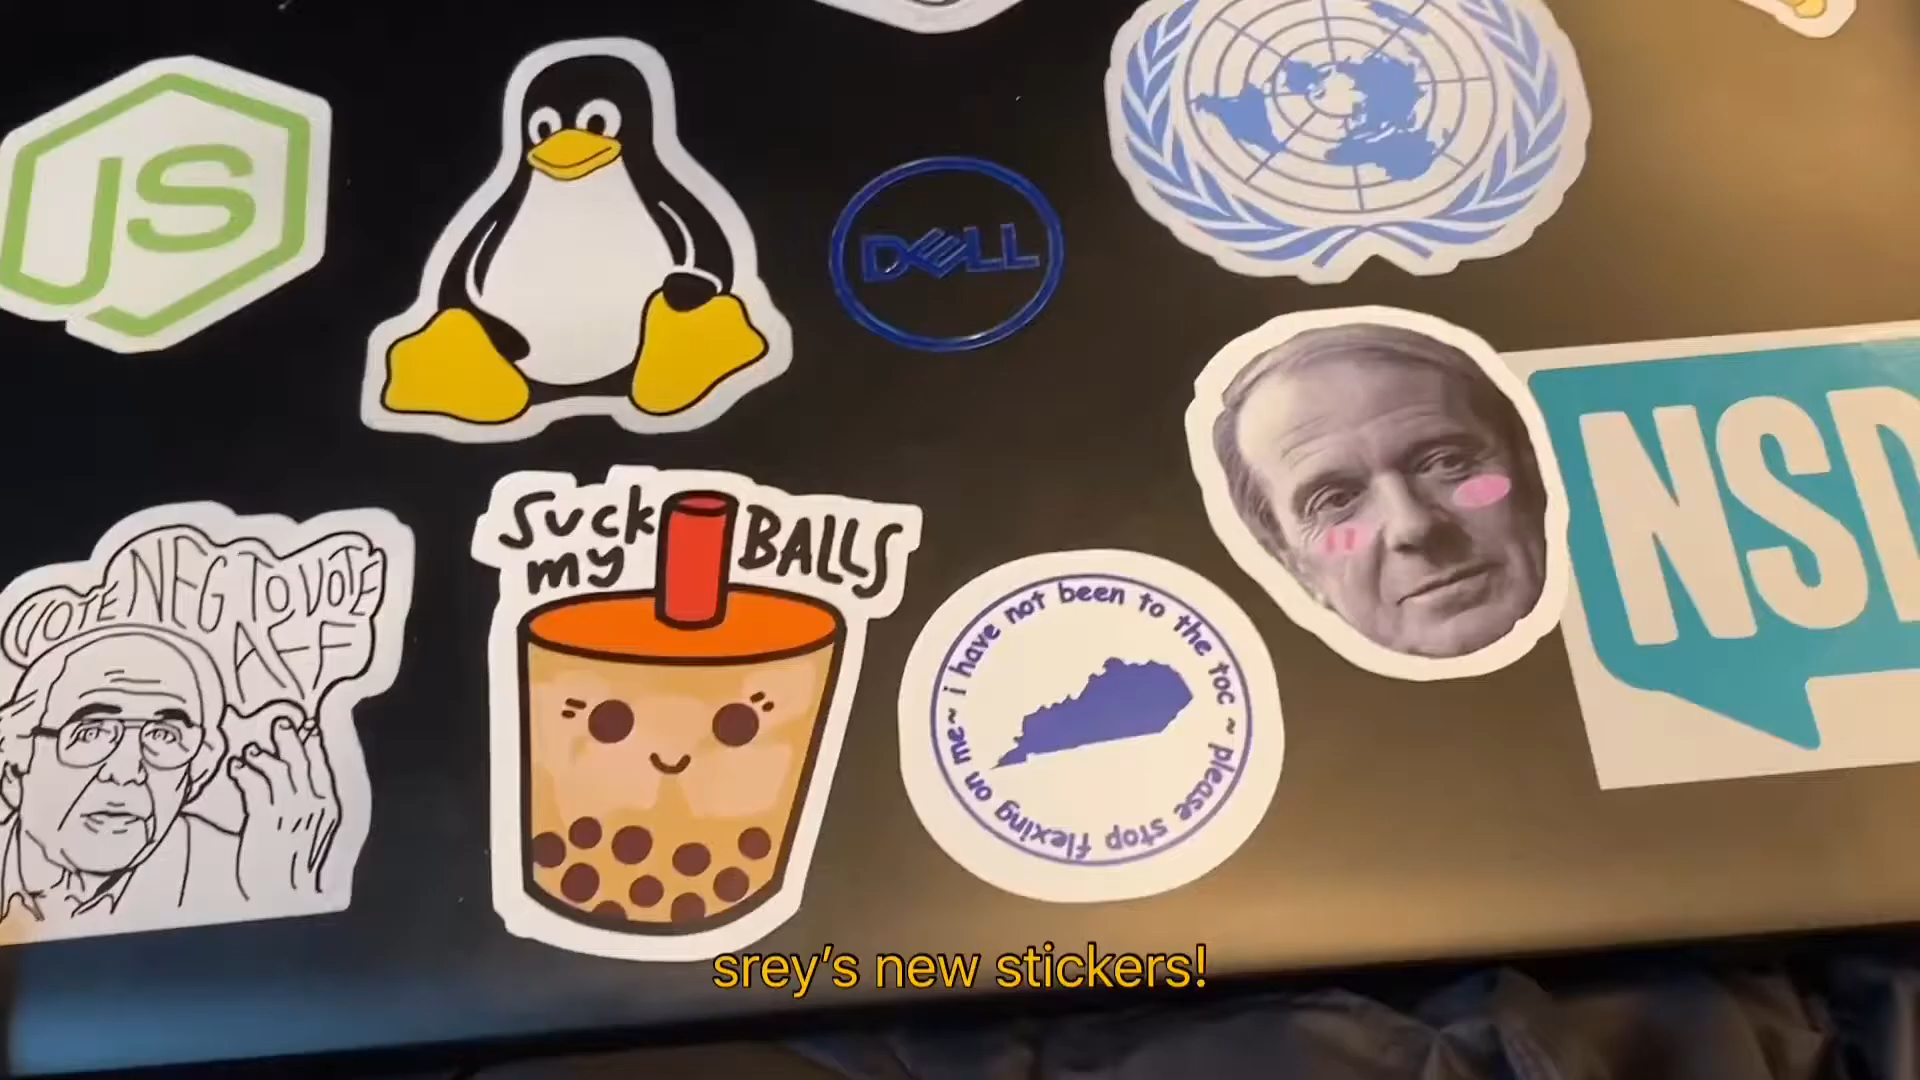 JS
DELL
NSD
VOTE NEG TO VOTE
AFF
Suck my BALLS
~ i have not been to the toc ~ please stop flexing on me
srey’s new stickers!